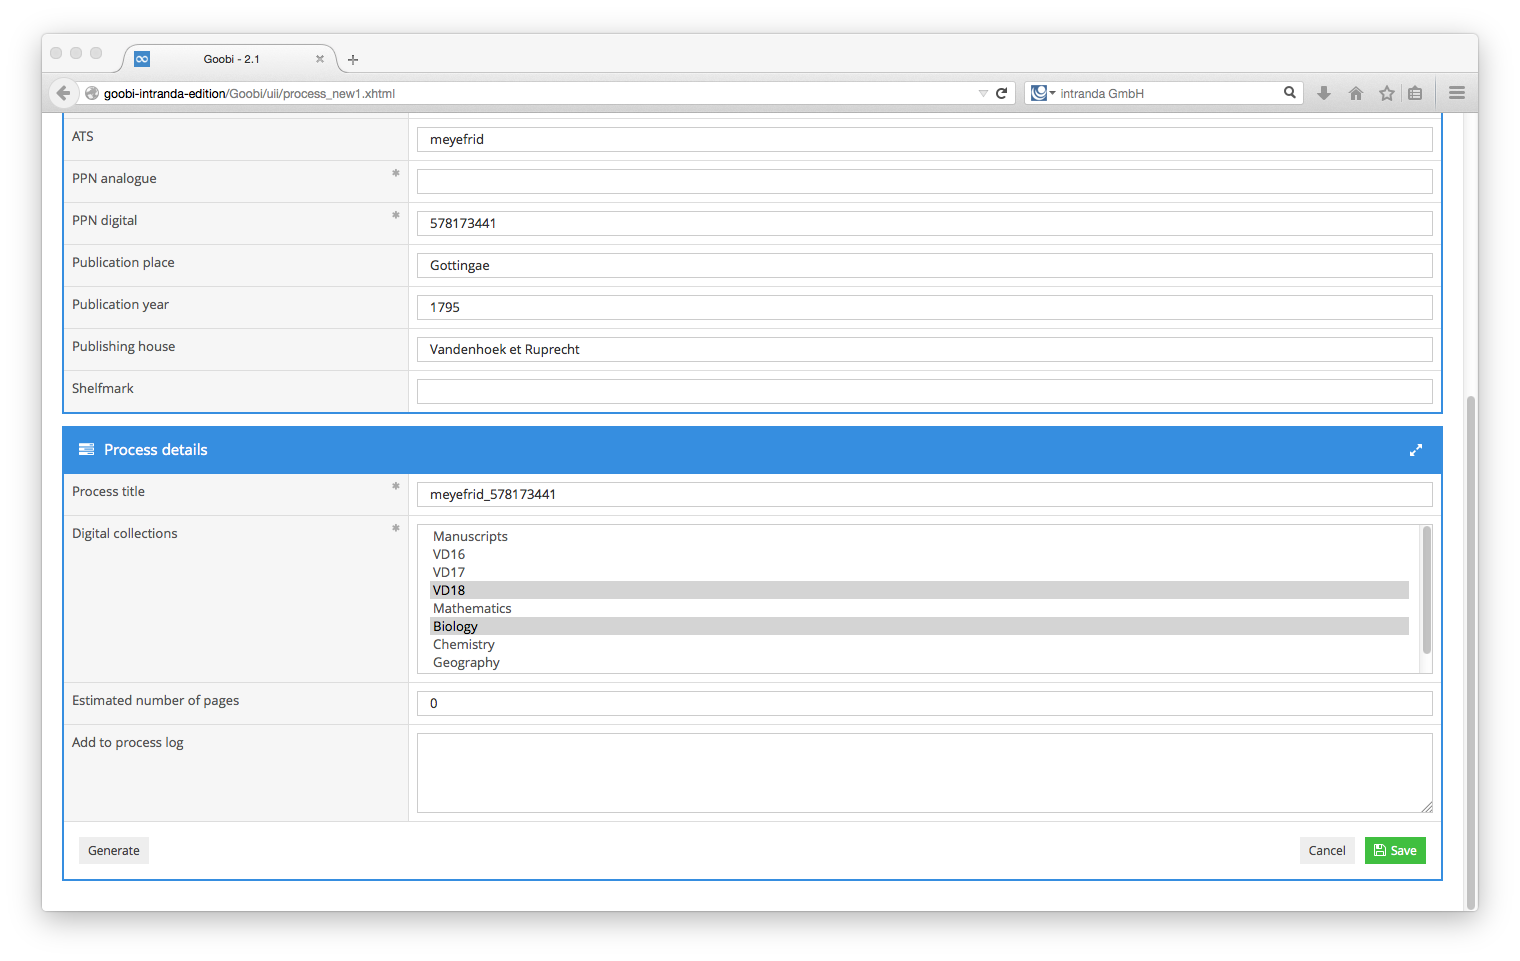 Goobi - 2.1
goobi-intranda-edition/Goobi/uii/process_new1.xhtml
intranda GmbH
ATS
meyefrid
PPN analogue *
PPN digital *
578173441
Publication place
Gottingae
Publication year
1795
Publishing house
Vandenhoek et Ruprecht
Shelfmark
Process details
Process title *
meyefrid_578173441
Digital collections *
Manuscripts
VD16
VD17
VD18
Mathematics
Biology
Chemistry
Geography
Estimated number of pages
0
Add to process log
Generate
Cancel
Save